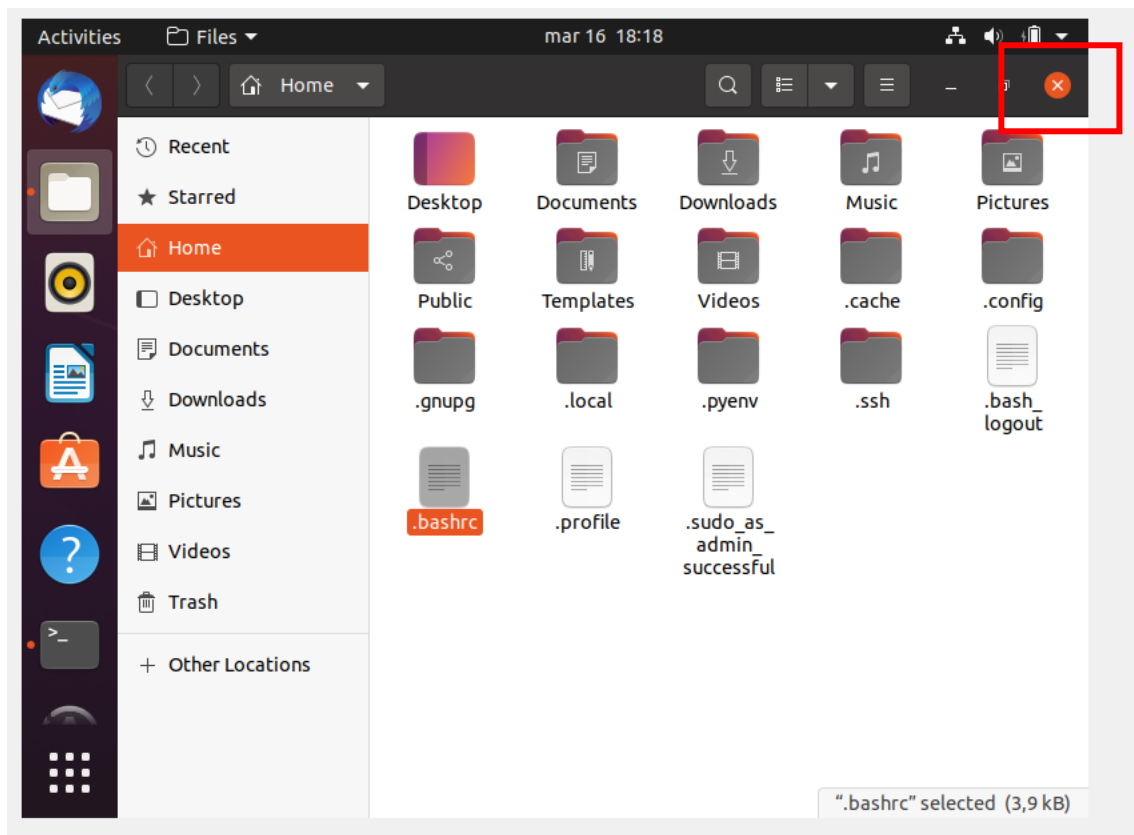 Activities Files mar 16 18:18
Home
Recent
Starred
Home
Desktop
Documents
Downloads
Music
Pictures
Videos
Trash
Other Locations
Desktop Documents Downloads Music Pictures
Public Templates Videos .cache .config
.gnupg .local .pyenv .ssh .bash_
logout
.bashrc .profile .sudo_as_
admin_
successful
“.bashrc” selected (3,9 kB)